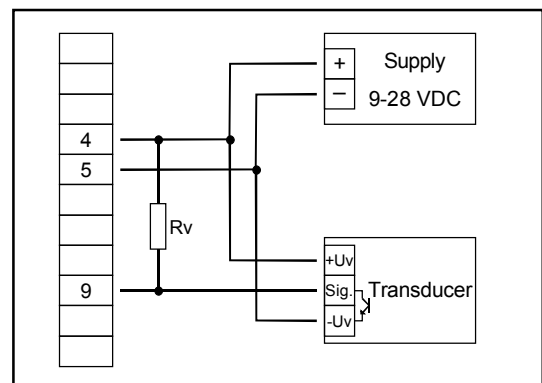 + Supply
– 9-28 VDC
4
5
Rv
+Uv
9 Sig. Transducer
-Uv